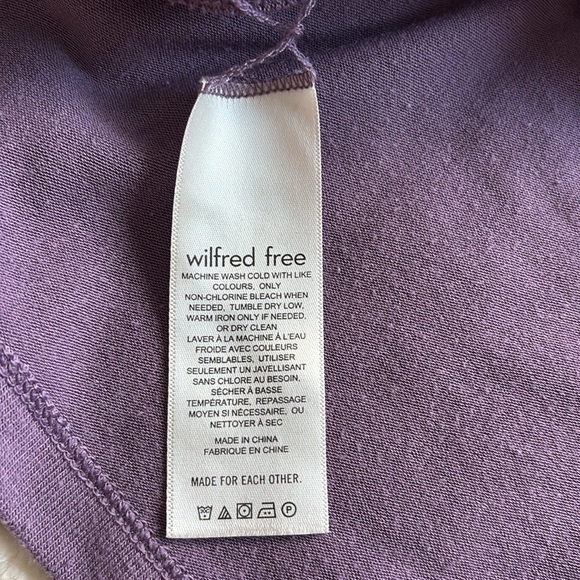 wilfred free
MACHINE WASH COLD WITH LIKE
COLOURS, ONLY
NON-CHLORINE BLEACH WHEN
NEEDED, TUMBLE DRY LOW,
WARM IRON ONLY IF NEEDED.
OR DRY CLEAN
LAVER À LA MACHINE À L'EAU
FROIDE AVEC COULEURS
SEMBLABLES, UTILISER
SEULEMENT UN JAVELLISANT
SANS CHLORE AU BESOIN,
SÉCHER À BASSE
TEMPÉRATURE, REPASSAGE
MOYEN SI NÉCESSAIRE, OU
NETTOYER À SEC
MADE IN CHINA
FABRIQUÉ EN CHINE
MADE FOR EACH OTHER.
P